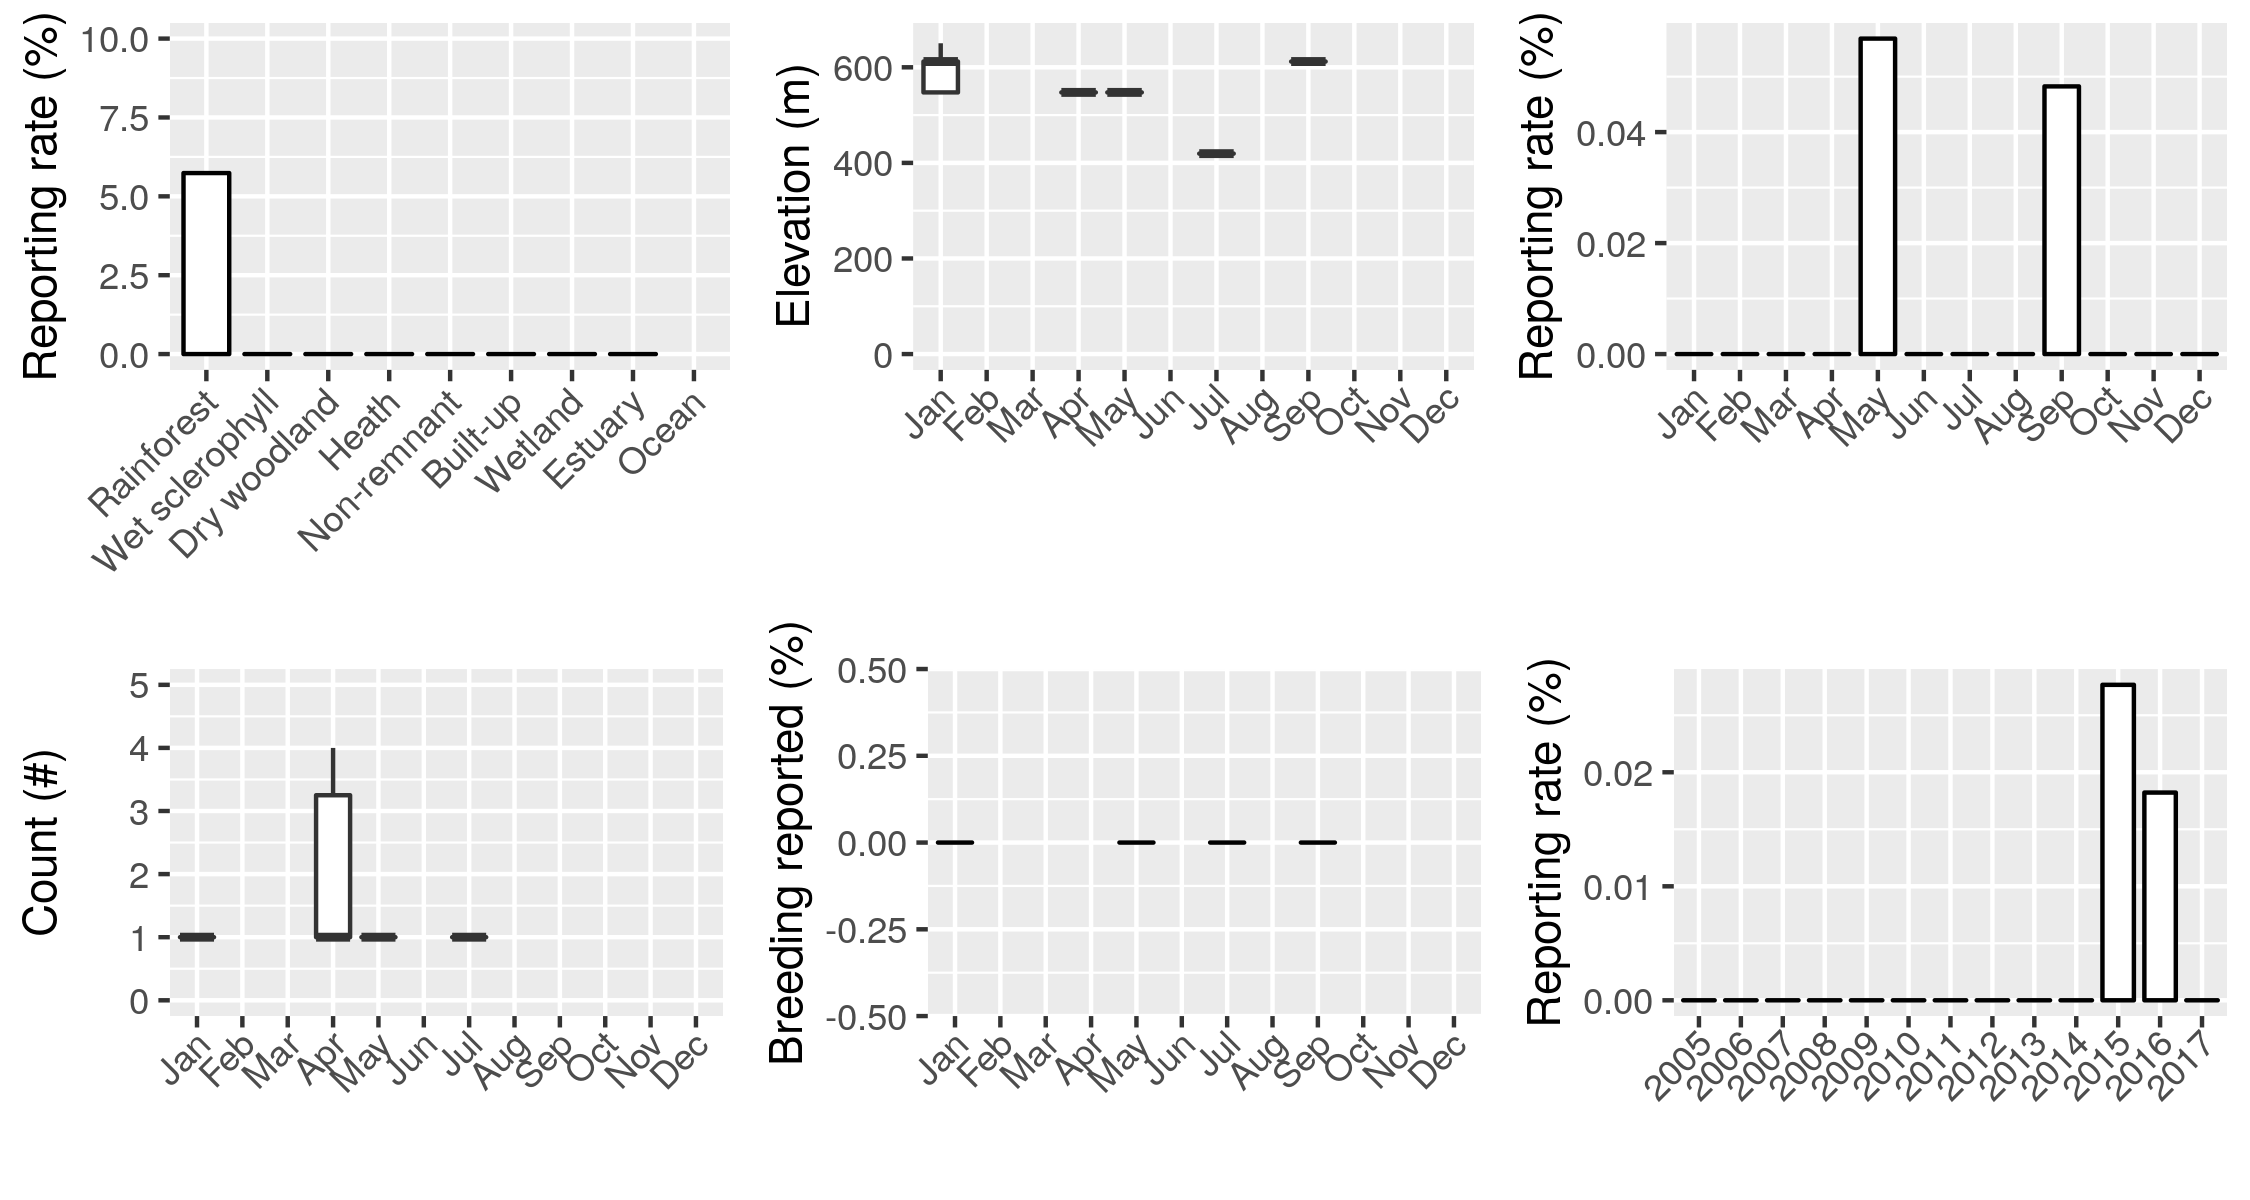 Reporting rate (%)
10.0
7.5
5.0
2.5
0.0
Rainforest
Wet sclerophyll
Dry woodland
Heath
Non-remnant
Built-up
Wetland
Estuary
Ocean
Elevation (m)
600
400
200
0
Jan
Feb
Mar
Apr
May
Jun
Jul
Aug
Sep
Oct
Nov
Dec
Reporting rate (%)
0.04
0.02
0.00
Jan
Feb
Mar
Apr
May
Jun
Jul
Aug
Sep
Oct
Nov
Dec
Count (#)
5
4
3
2
1
0
Jan
Feb
Mar
Apr
May
Jun
Jul
Aug
Sep
Oct
Nov
Dec
Breeding reported (%)
0.50
0.25
0.00
-0.25
-0.50
Jan
Feb
Mar
Apr
May
Jun
Jul
Aug
Sep
Oct
Nov
Dec
Reporting rate (%)
0.02
0.01
0.00
2005
2006
2007
2008
2009
2010
2011
2012
2013
2014
2015
2016
2017